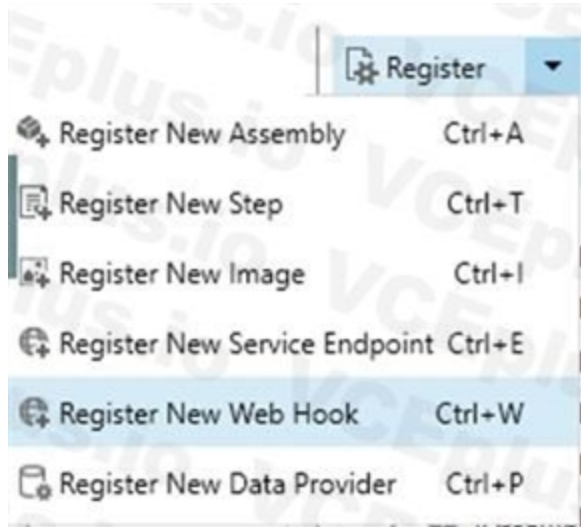 Register
Register New Assembly Ctrl+A
Register New Step Ctrl+T
Register New Image Ctrl+I
Register New Service Endpoint Ctrl+E
Register New Web Hook Ctrl+W
Register New Data Provider Ctrl+P